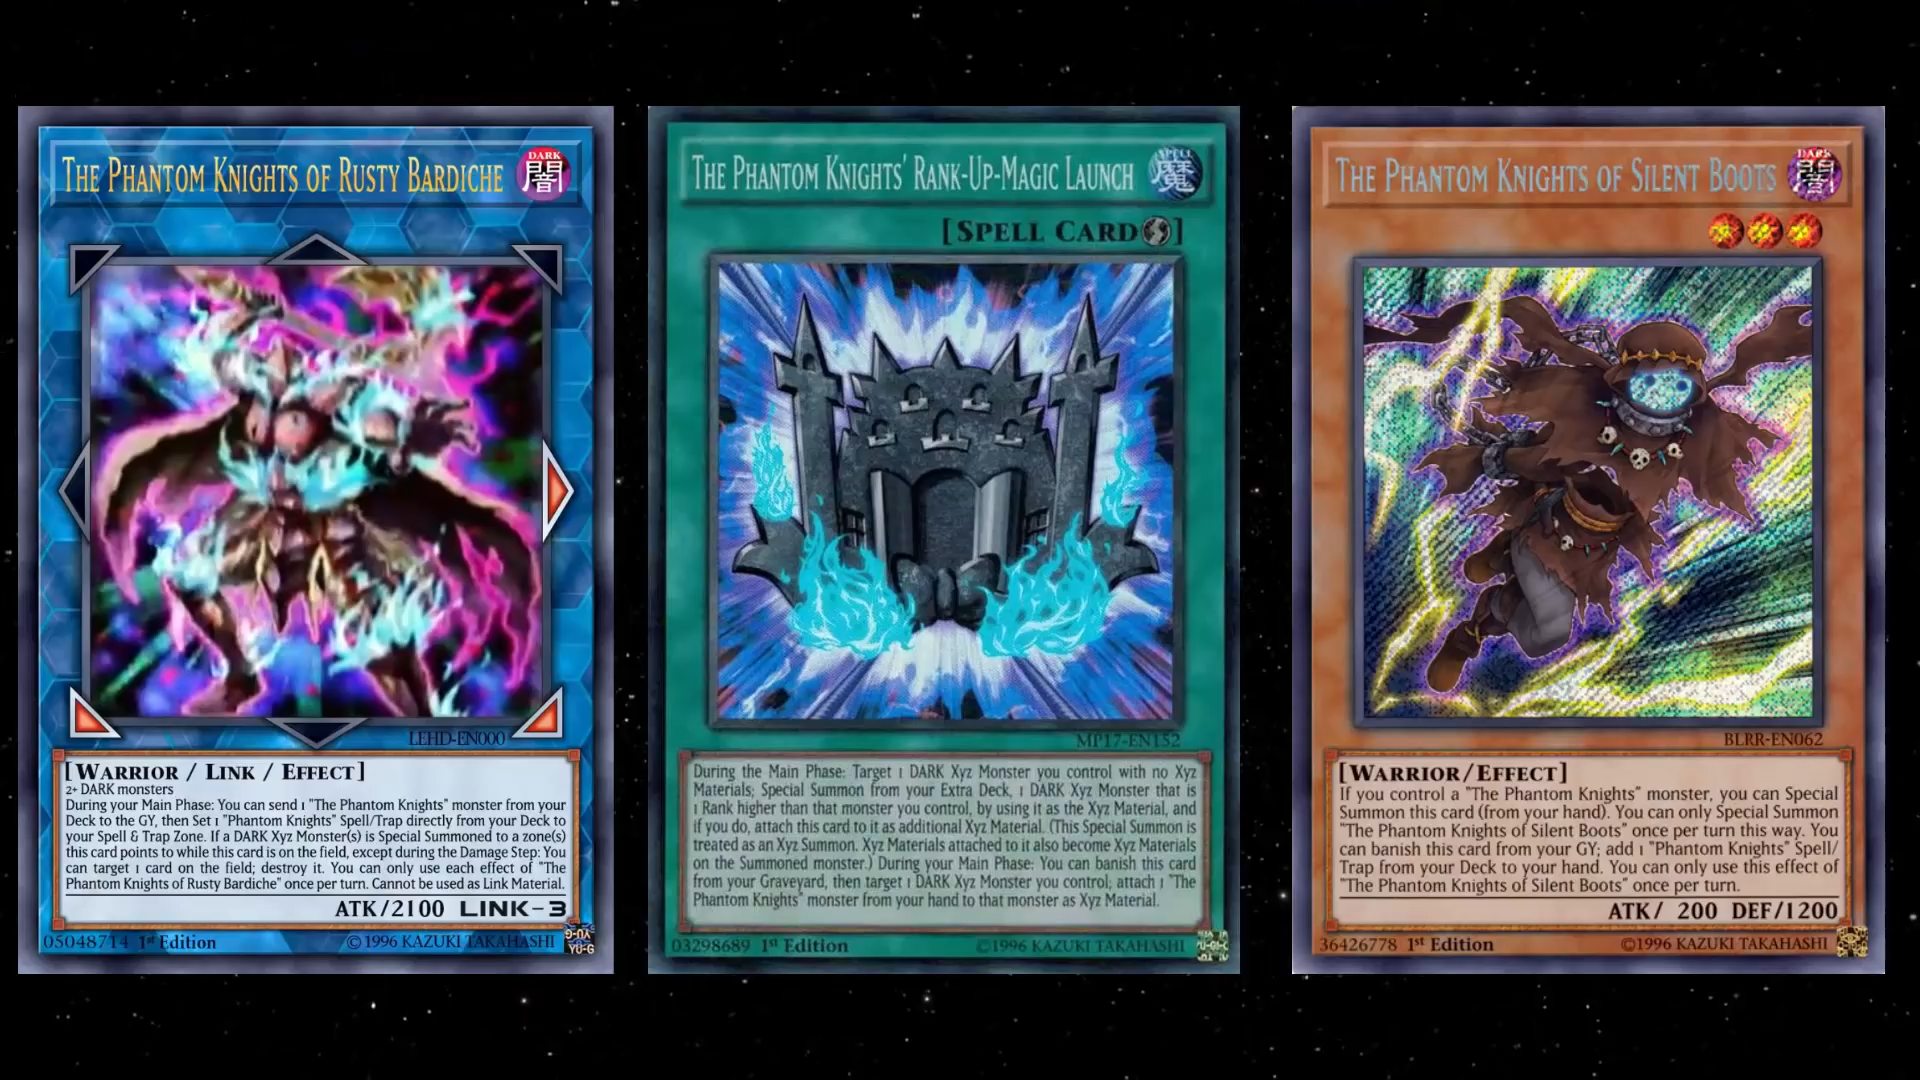 THE PHANTOM KNIGHTS OF RUSTY BARDICHE
DARK
闇
LEHD-EN000
[WARRIOR / LINK / EFFECT]
2+ DARK monsters
During your Main Phase: You can send 1 "The Phantom Knights" monster from your
Deck to the GY, then Set 1 "Phantom Knights" Spell/Trap directly from your Deck to
your Spell & Trap Zone. If a DARK Xyz Monster(s) is Special Summoned to a zone(s)
this card points to while this card is on the field, except during the Damage Step: You
can target 1 card on the field; destroy it. You can only use each effect of "The
Phantom Knights of Rusty Bardiche" once per turn. Cannot be used as Link Material.
ATK/2100 LINK-3
05048714 1st Edition ©1996 KAZUKI TAKAHASHI
THE PHANTOM KNIGHTS' RANK-UP-MAGIC LAUNCH
SPELL
魔
[SPELL CARD]
MP17-EN152
During the Main Phase: Target 1 DARK Xyz Monster you control with no Xyz
Materials; Special Summon from your Extra Deck, 1 DARK Xyz Monster that is
1 Rank higher than that monster you control, by using it as the Xyz Material, and
if you do, attach this card to it as additional Xyz Material. (This Special Summon is
treated as an Xyz Summon. Xyz Materials attached to it also become Xyz Materials
on the Summoned monster.) During your Main Phase: You can banish this card
from your Graveyard, then target 1 DARK Xyz Monster you control; attach 1 "The
Phantom Knights" monster from your hand to that monster as Xyz Material.
03298689 1st Edition ©1996 KAZUKI TAKAHASHI
THE PHANTOM KNIGHTS OF SILENT BOOTS
DARK
闇
BLRR-EN062
[WARRIOR/EFFECT]
If you control a "The Phantom Knights" monster, you can Special
Summon this card (from your hand). You can only Special Summon
"The Phantom Knights of Silent Boots" once per turn this way. You
can banish this card from your GY; add 1 "Phantom Knights" Spell/
Trap from your Deck to your hand. You can only use this effect of
"The Phantom Knights of Silent Boots" once per turn.
ATK/ 200 DEF/1200
36426778 1st Edition ©1996 KAZUKI TAKAHASHI